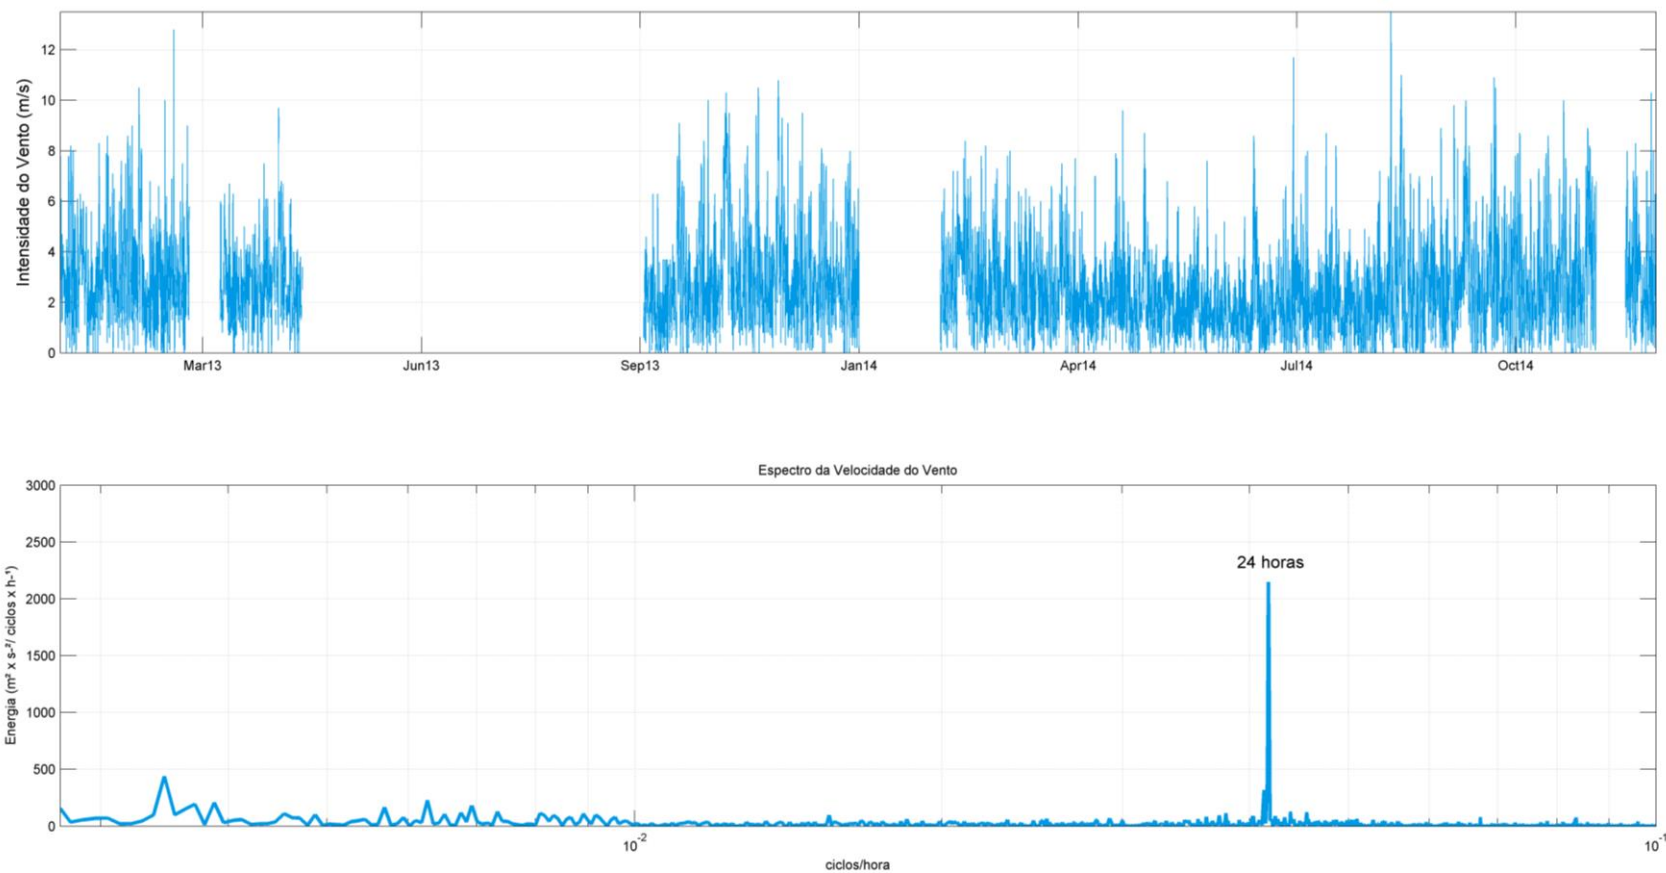 Intensidade do Vento (m/s)
12
10
8
6
4
2
0
Mar13 Jun13 Sep13 Jan14 Apr14 Jul14 Oct14
Espectro da Velocidade do Vento
Energia (m² x s-²/ ciclos x h-¹)
3000
2500
2000
1500
1000
500
0
24 horas
10-2 10-1
ciclos/hora